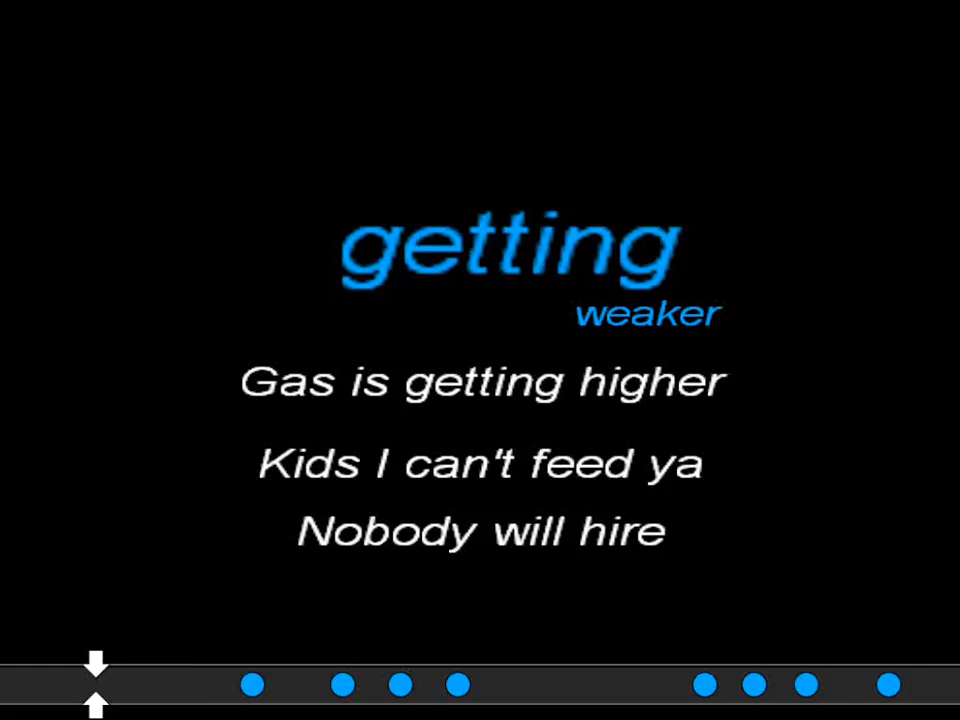 getting
weaker
Gas is getting higher
Kids I can't feed ya
Nobody will hire